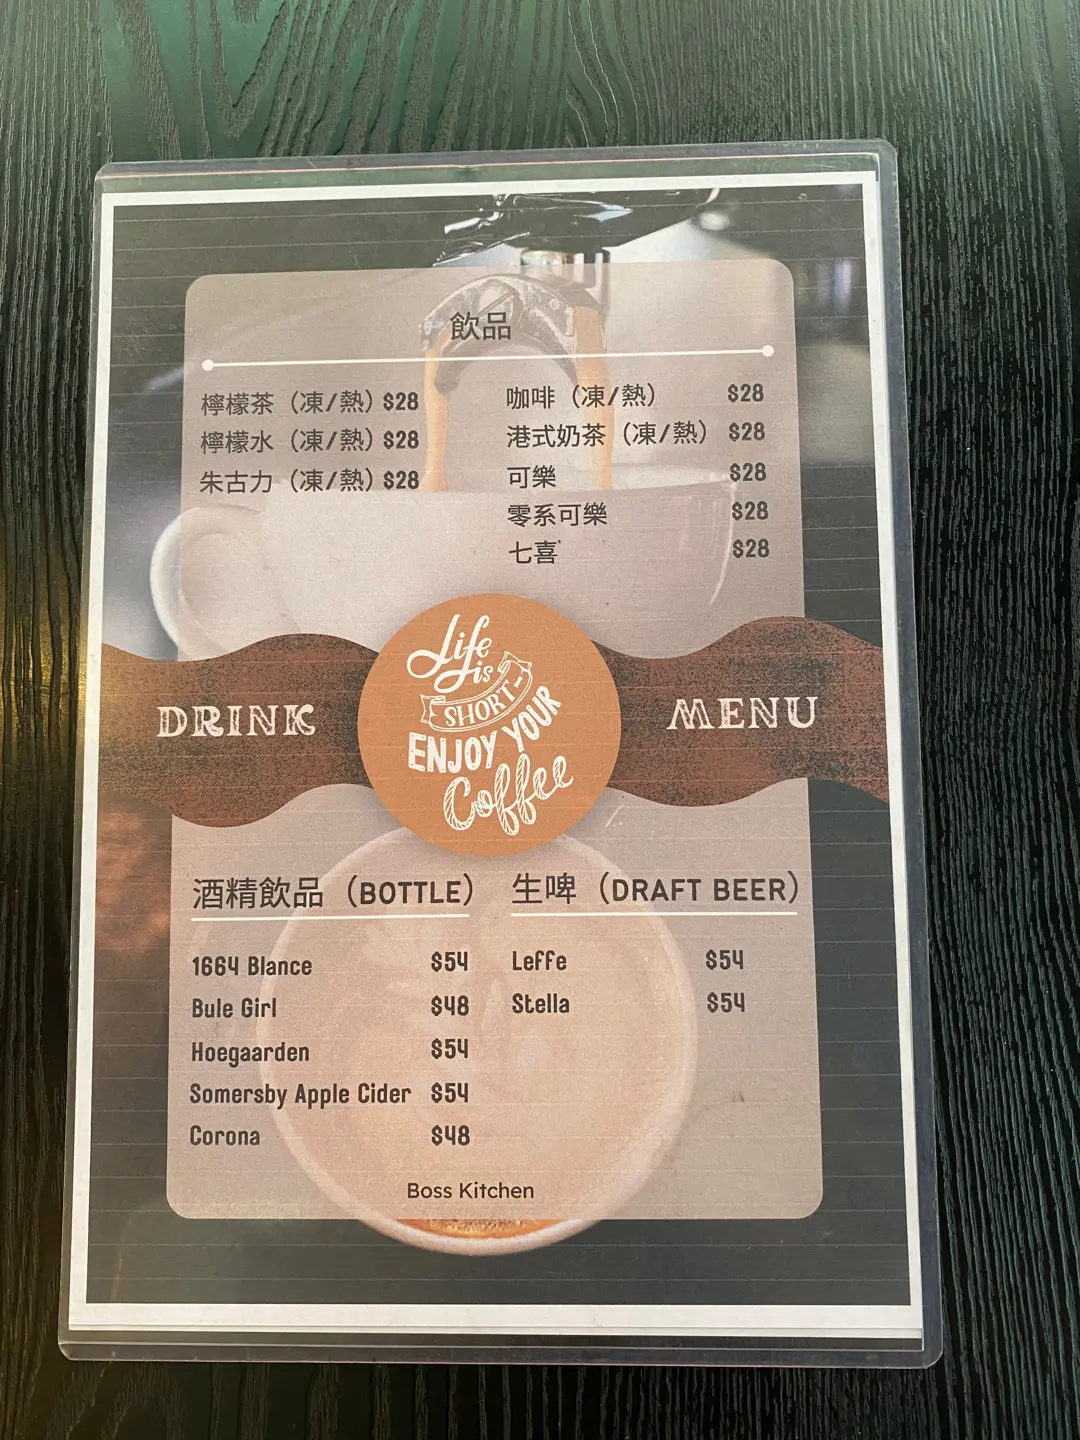 飲品
檸檬茶（凍/熱）$28
檸檬水（凍/熱）$28
朱古力（凍/熱）$28
咖啡（凍/熱） $28
港式奶茶（凍/熱） $28
可樂 $28
零系可樂 $28
七喜 $28
DRINK
Life
is
SHORT
ENJOY YOUR
Coffee
MENU
酒精飲品（BOTTLE）
1664 Blance $54
Bule Girl $48
Hoegaarden $54
Somersby Apple Cider $54
Corona $48
生啤（DRAFT BEER）
Leffe $54
Stella $54
Boss Kitchen